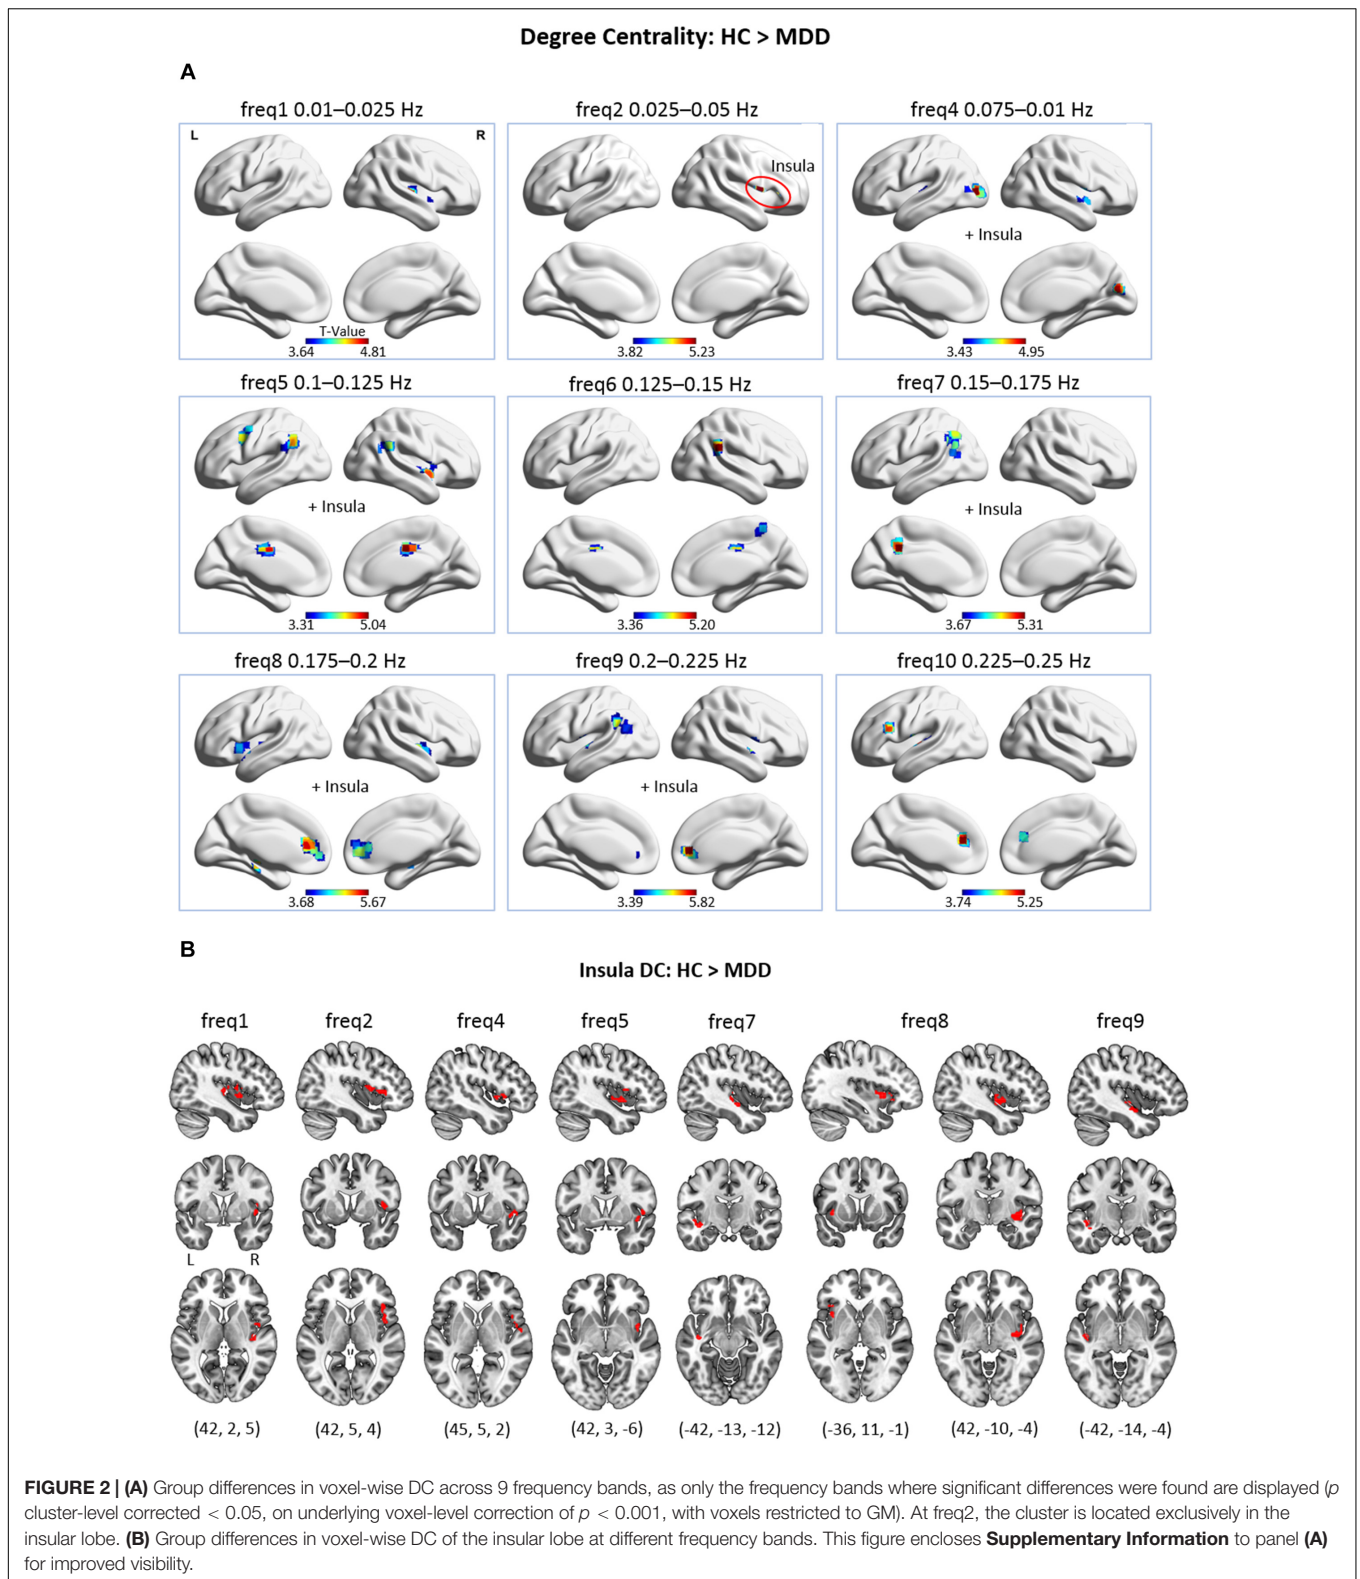 Degree Centrality: HC > MDD
A
freq1 0.01–0.025 Hz
freq2 0.025–0.05 Hz
freq4 0.075–0.01 Hz
L
R
Insula
+ Insula
T-Value
3.64 4.81
3.82 5.23
3.43 4.95
freq5 0.1–0.125 Hz
freq6 0.125–0.15 Hz
freq7 0.15–0.175 Hz
+ Insula
+ Insula
3.31 5.04
3.36 5.20
3.67 5.31
freq8 0.175–0.2 Hz
freq9 0.2–0.225 Hz
freq10 0.225–0.25 Hz
+ Insula
+ Insula
3.68 5.67
3.39 5.82
3.74 5.25
B
Insula DC: HC > MDD
freq1 freq2 freq4 freq5 freq7 freq8 freq9
L R
(42, 2, 5) (42, 5, 4) (45, 5, 2) (42, 3, -6) (-42, -13, -12) (-36, 11, -1) (42, -10, -4) (-42, -14, -4)
FIGURE 2 | (A) Group differences in voxel-wise DC across 9 frequency bands, as only the frequency bands where significant differences were found are displayed (p
cluster-level corrected < 0.05, on underlying voxel-level correction of p < 0.001, with voxels restricted to GM). At freq2, the cluster is located exclusively in the
insular lobe. (B) Group differences in voxel-wise DC of the insular lobe at different frequency bands. This figure encloses Supplementary Information to panel (A)
for improved visibility.